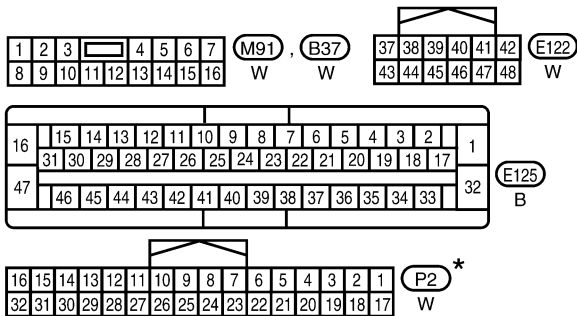 1 2 3 4 5 6 7
8 9 10 11 12 13 14 15 16
M91 , B37
W W
37 38 39 40 41 42
43 44 45 46 47 48
E122
W
16 15 14 13 12 11 10 9 8 7 6 5 4 3 2 1
31 30 29 28 27 26 25 24 23 22 21 20 19 18 17
47 46 45 44 43 42 41 40 39 38 37 36 35 34 33 32
E125
B
16 15 14 13 12 11 10 9 8 7 6 5 4 3 2 1
32 31 30 29 28 27 26 25 24 23 22 21 20 19 18 17
P2 *
W